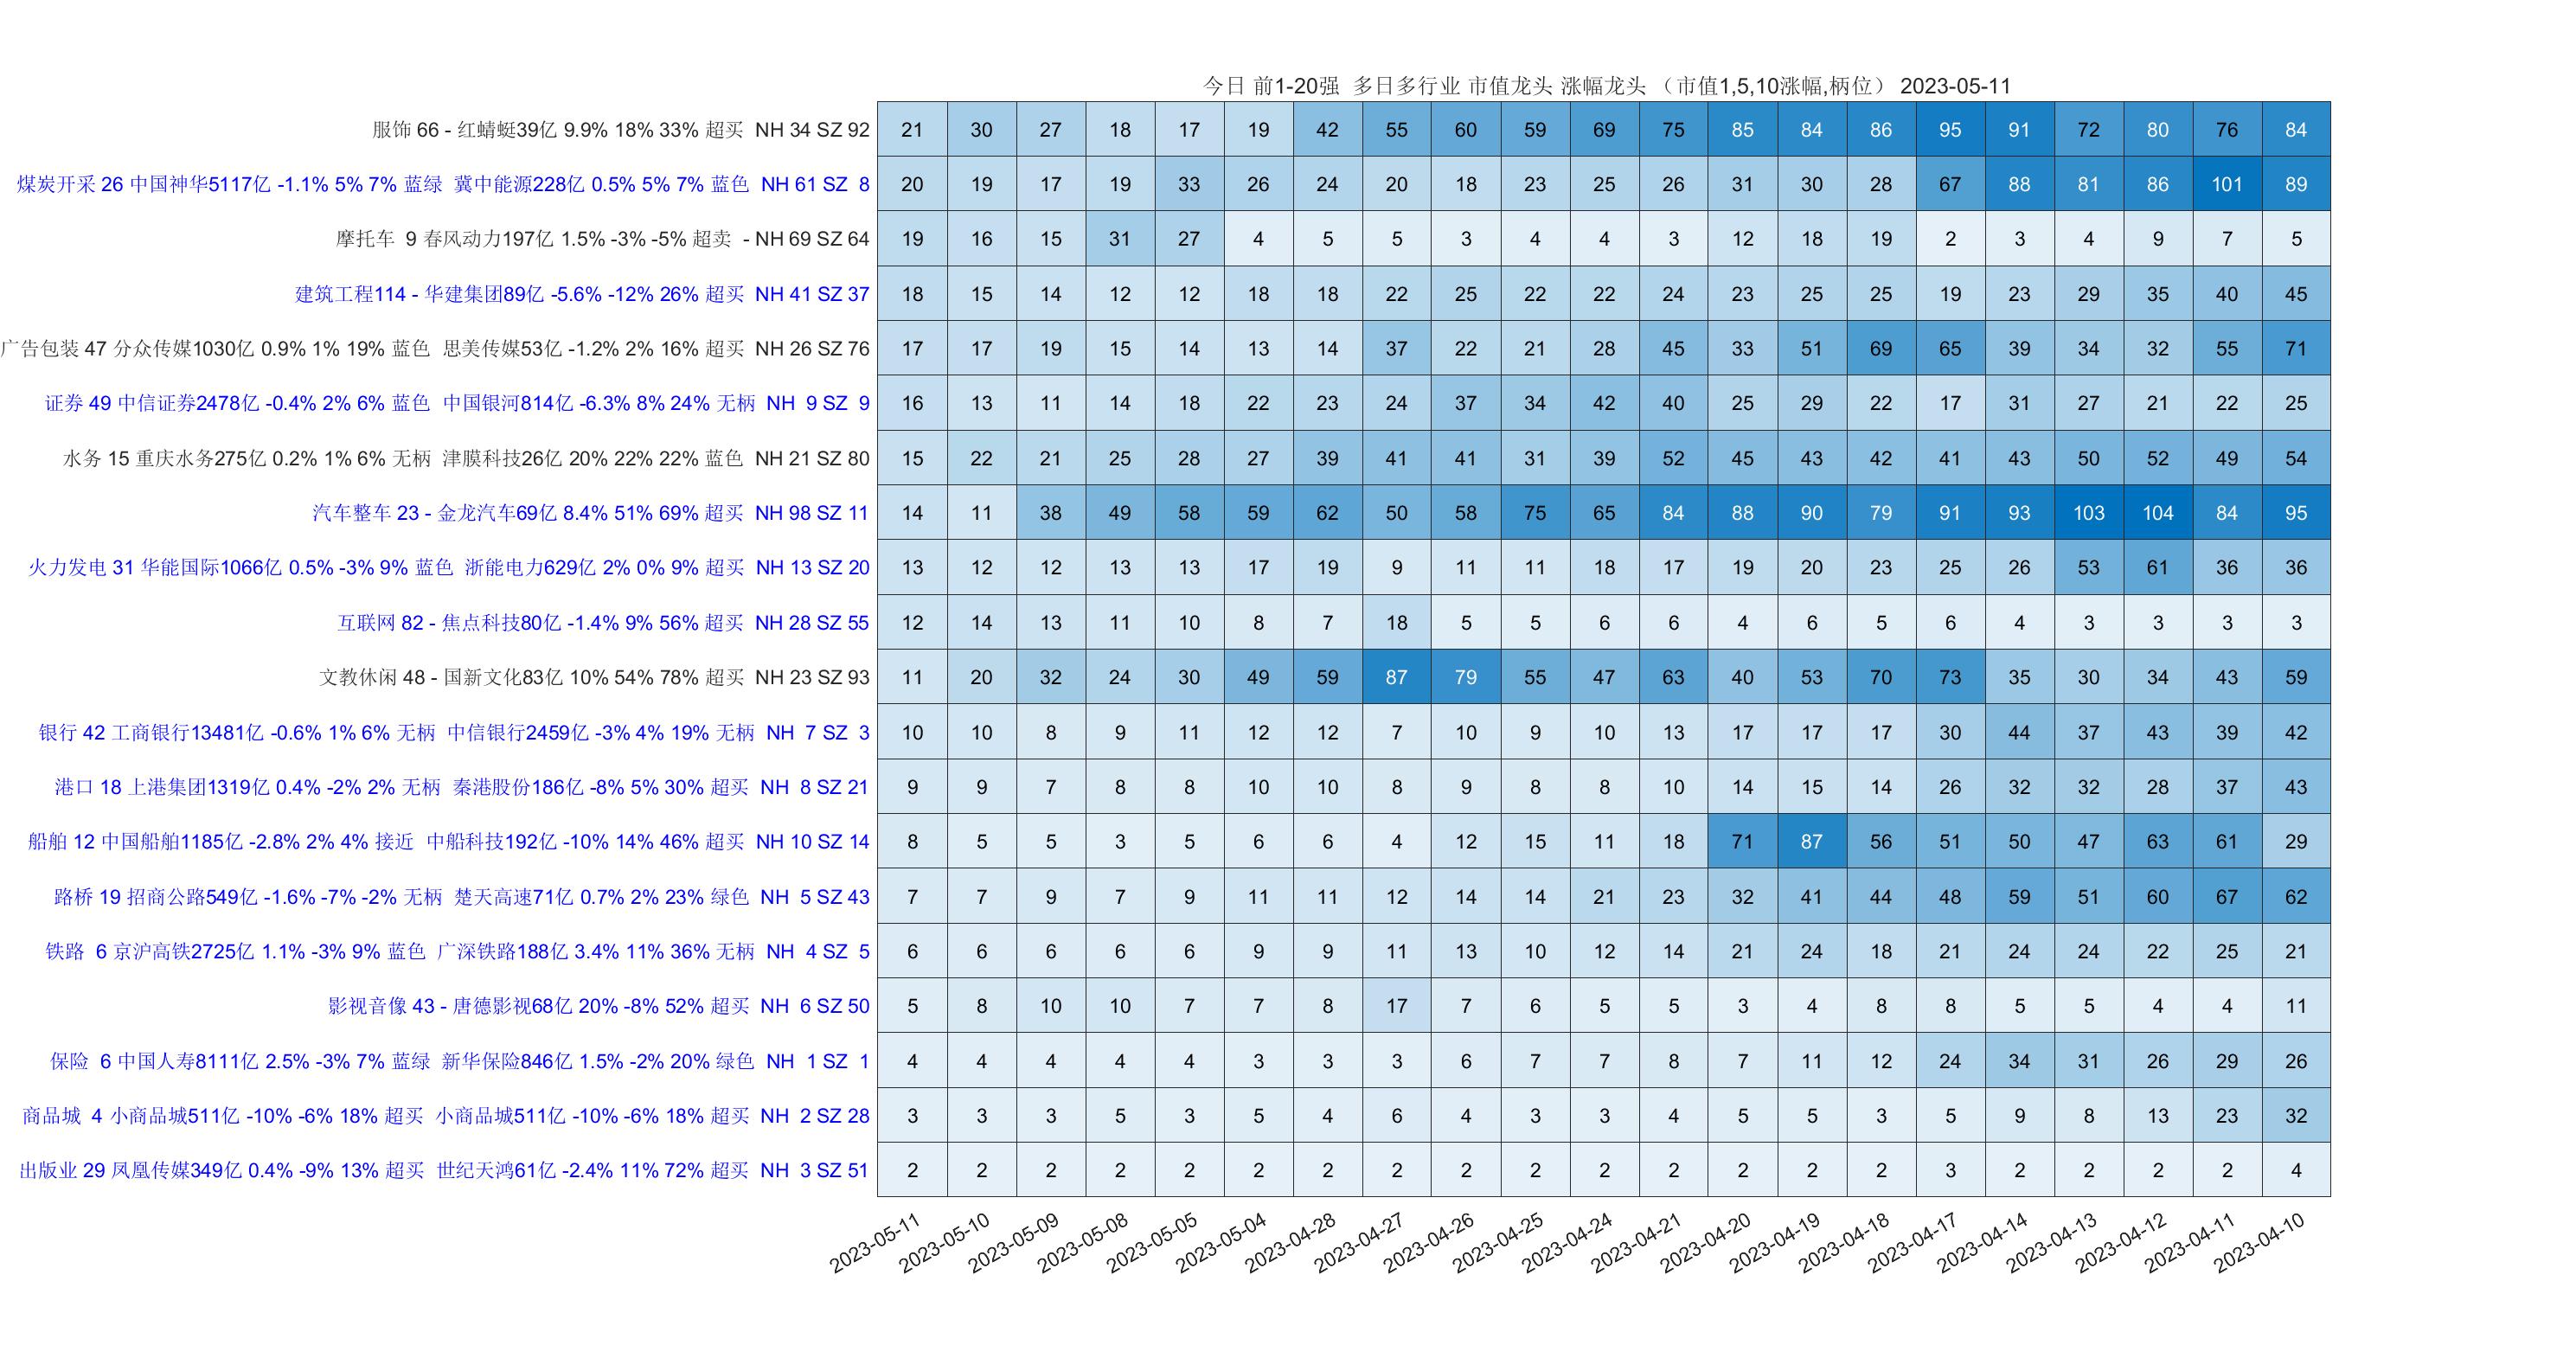 今日 前1-20强 多日多行业 市值龙头 涨幅龙头 （市值1,5,10涨幅,柄位） 2023-05-11
服饰 66 - 红蜻蜓39亿 9.9% 18% 33% 超买 NH 34 SZ 92 21 30 27 18 17 19 42 55 60 59 69 75 85 84 86 95 91 72 80 76 84
煤炭开采 26 中国神华5117亿 -1.1% 5% 7% 蓝绿 冀中能源228亿 0.5% 5% 7% 蓝色 NH 61 SZ 8 20 19 17 19 33 26 24 20 18 23 25 26 31 30 28 67 88 81 86 101 89
摩托车 9 春风动力197亿 1.5% -3% -5% 超卖 - NH 69 SZ 64 19 16 15 31 27 4 5 5 3 4 4 3 12 18 19 2 3 4 9 7 5
建筑工程114 - 华建集团89亿 -5.6% -12% 26% 超买 NH 41 SZ 37 18 15 14 12 12 18 18 22 25 22 22 24 23 25 25 19 23 29 35 40 45
广告包装 47 分众传媒1030亿 0.9% 1% 19% 蓝色 思美传媒53亿 -1.2% 2% 16% 超买 NH 26 SZ 76 17 17 19 15 14 13 14 37 22 21 28 45 33 51 69 65 39 34 32 55 71
证券 49 中信证券2478亿 -0.4% 2% 6% 蓝色 中国银河814亿 -6.3% 8% 24% 无柄 NH 9 SZ 9 16 13 11 14 18 22 23 24 37 34 42 40 25 29 22 17 31 27 21 22 25
水务 15 重庆水务275亿 0.2% 1% 6% 无柄 津膜科技26亿 20% 22% 22% 蓝色 NH 21 SZ 80 15 22 21 25 28 27 39 41 41 31 39 52 45 43 42 41 43 50 52 49 54
汽车整车 23 - 金龙汽车69亿 8.4% 51% 69% 超买 NH 98 SZ 11 14 11 38 49 58 59 62 50 58 75 65 84 88 90 79 91 93 103 104 84 95
火力发电 31 华能国际1066亿 0.5% -3% 9% 蓝色 浙能电力629亿 2% 0% 9% 超买 NH 13 SZ 20 13 12 12 13 13 17 19 9 11 11 18 17 19 20 23 25 26 53 61 36 36
互联网 82 - 焦点科技80亿 -1.4% 9% 56% 超买 NH 28 SZ 55 12 14 13 11 10 8 7 18 5 5 6 6 4 6 5 6 4 3 3 3 3
文教休闲 48 - 国新文化83亿 10% 54% 78% 超买 NH 23 SZ 93 11 20 32 24 30 49 59 87 79 55 47 63 40 53 70 73 35 30 34 43 59
银行 42 工商银行13481亿 -0.6% 1% 6% 无柄 中信银行2459亿 -3% 4% 19% 无柄 NH 7 SZ 3 10 10 8 9 11 12 12 7 10 9 10 13 17 17 17 30 44 37 43 39 42
港口 18 上港集团1319亿 0.4% -2% 2% 无柄 秦港股份186亿 -8% 5% 30% 超买 NH 8 SZ 21 9 9 7 8 8 10 10 8 9 8 8 10 14 15 14 26 32 32 28 37 43
船舶 12 中国船舶1185亿 -2.8% 2% 4% 接近 中船科技192亿 -10% 14% 46% 超买 NH 10 SZ 14 8 5 5 3 5 6 6 4 12 15 11 18 71 87 56 51 50 47 63 61 29
路桥 19 招商公路549亿 -1.6% -7% -2% 无柄 楚天高速71亿 0.7% 2% 23% 绿色 NH 5 SZ 43 7 7 9 7 9 11 11 12 14 14 21 23 32 41 44 48 59 51 60 67 62
铁路 6 京沪高铁2725亿 1.1% -3% 9% 蓝色 广深铁路188亿 3.4% 11% 36% 无柄 NH 4 SZ 5 6 6 6 6 6 9 9 11 13 10 12 14 21 24 18 21 24 24 22 25 21
影视音像 43 - 唐德影视68亿 20% -8% 52% 超买 NH 6 SZ 50 5 8 10 10 7 7 8 17 7 6 5 5 3 4 8 8 5 5 4 4 11
保险 6 中国人寿8111亿 2.5% -3% 7% 蓝绿 新华保险846亿 1.5% -2% 20% 绿色 NH 1 SZ 1 4 4 4 4 3 3 3 3 6 7 7 8 7 11 12 24 34 31 26 29 26
商品城 4 小商品城511亿 -10% -6% 18% 超买 小商品城511亿 -10% -6% 18% 超买 NH 2 SZ 28 3 3 3 5 3 5 4 6 4 3 3 4 5 5 3 5 9 8 13 23 32
出版业 29 凤凰传媒349亿 0.4% -9% 13% 超买 世纪天鸿61亿 -2.4% 11% 72% 超买 NH 3 SZ 51 2 2 2 2 2 2 2 2 2 2 2 2 2 2 2 3 2 2 2 2 4
2023-05-11 2023-05-10 2023-05-09 2023-05-08 2023-05-05 2023-05-04 2023-04-28 2023-04-27 2023-04-26 2023-04-25 2023-04-24 2023-04-21 2023-04-20 2023-04-19 2023-04-18 2023-04-17 2023-04-14 2023-04-13 2023-04-12 2023-04-11 2023-04-10